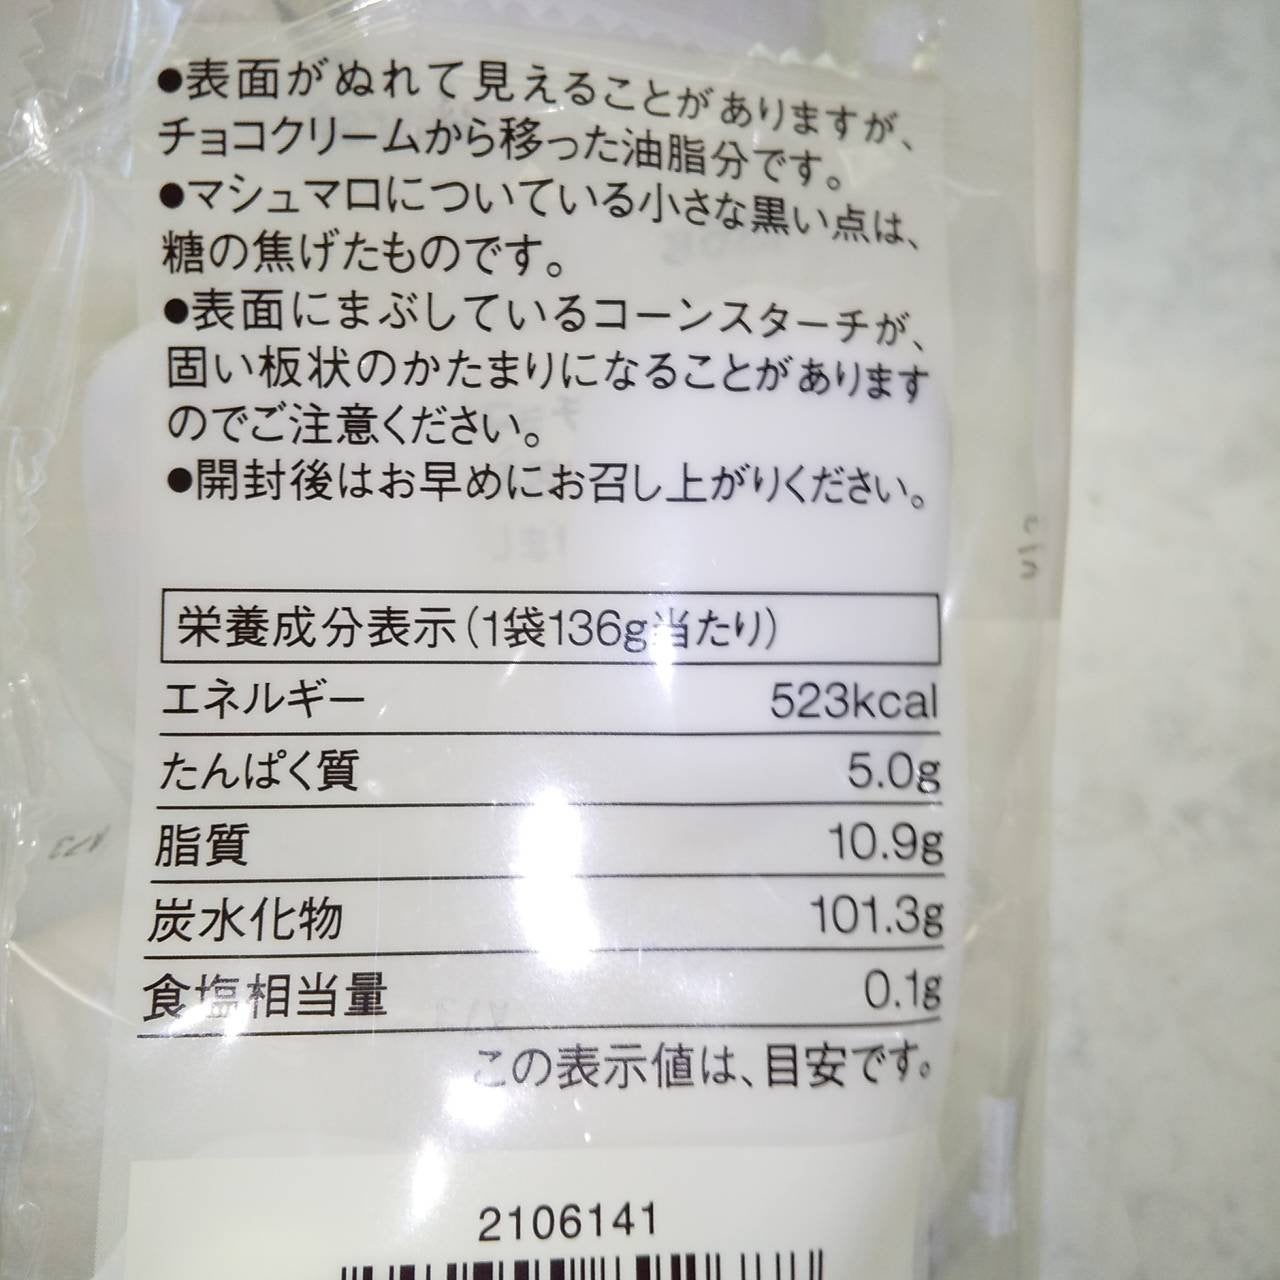 ●表面がぬれて見えることがありますが、
チョコクリームから移った油脂分です。
●マシュマロについている小さな黒い点は、
糖の焦げたものです。
●表面にまぶしているコーンスターチが、
固い板状のかたまりになることがあります
のでご注意ください。
●開封後はお早めにお召し上がりください。
栄養成分表示(1袋136g当たり)
エネルギー 523kcal
たんぱく質 5.0g
脂質 10.9g
炭水化物 101.3g
食塩相当量 0.1g
この表示値は、目安です。
2106141